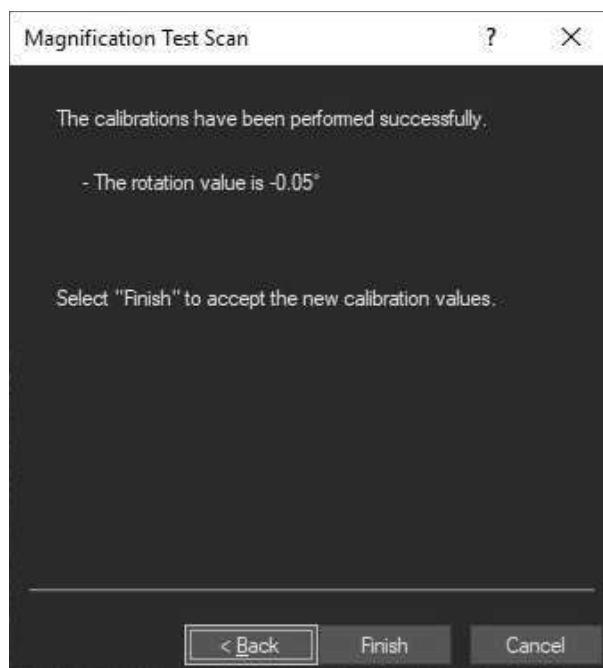 Magnification Test Scan ?
The calibrations have been performed successfully.
- The rotation value is -0.05°
Select "Finish" to accept the new calibration values.
< Back Finish Cancel